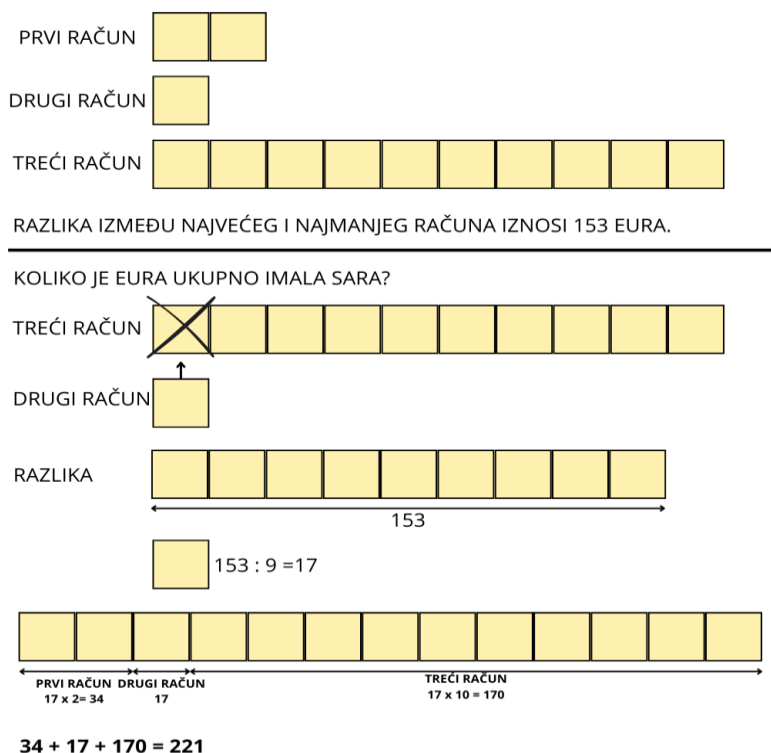 PRVI RAČUN
DRUGI RAČUN
TREĆI RAČUN
RAZLIKA IZMEĐU NAJVEĆEG I NAJMANJEG RAČUNA IZNOSI 153 EURA.
KOLIKO JE EURA UKUPNO IMALA SARA?
TREĆI RAČUN
DRUGI RAČUN
RAZLIKA
153
153 : 9 =17
PRVI RAČUN
17 x 2= 34
DRUGI RAČUN
17
TREĆI RAČUN
17 x 10 = 170
34 + 17 + 170 = 221